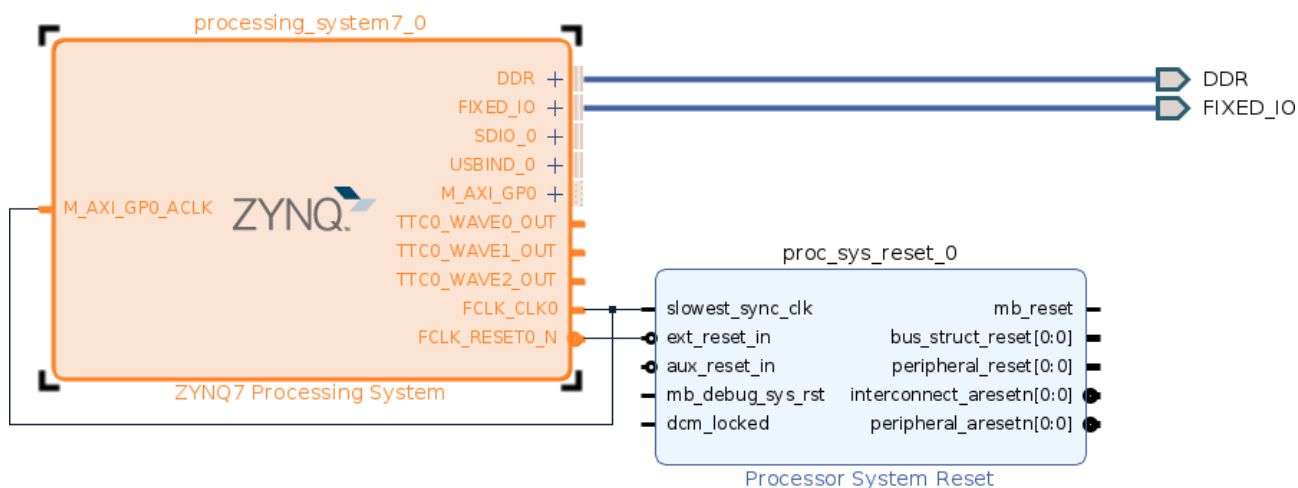 processing_system7_0
DDR
FIXED_IO
SDIO_0
USBIND_0
M_AXI_GP0
M_AXI_GP0_ACLK
ZYNQ
TTC0_WAVE0_OUT
TTC0_WAVE1_OUT
TTC0_WAVE2_OUT
FCLK_CLK0
FCLK_RESET0_N
ZYNQ7 Processing System
DDR
FIXED_IO
proc_sys_reset_0
slowest_sync_clk
ext_reset_in
aux_reset_in
mb_debug_sys_rst
dcm_locked
mb_reset
bus_struct_reset[0:0]
peripheral_reset[0:0]
interconnect_aresetn[0:0]
peripheral_aresetn[0:0]
Processor System Reset